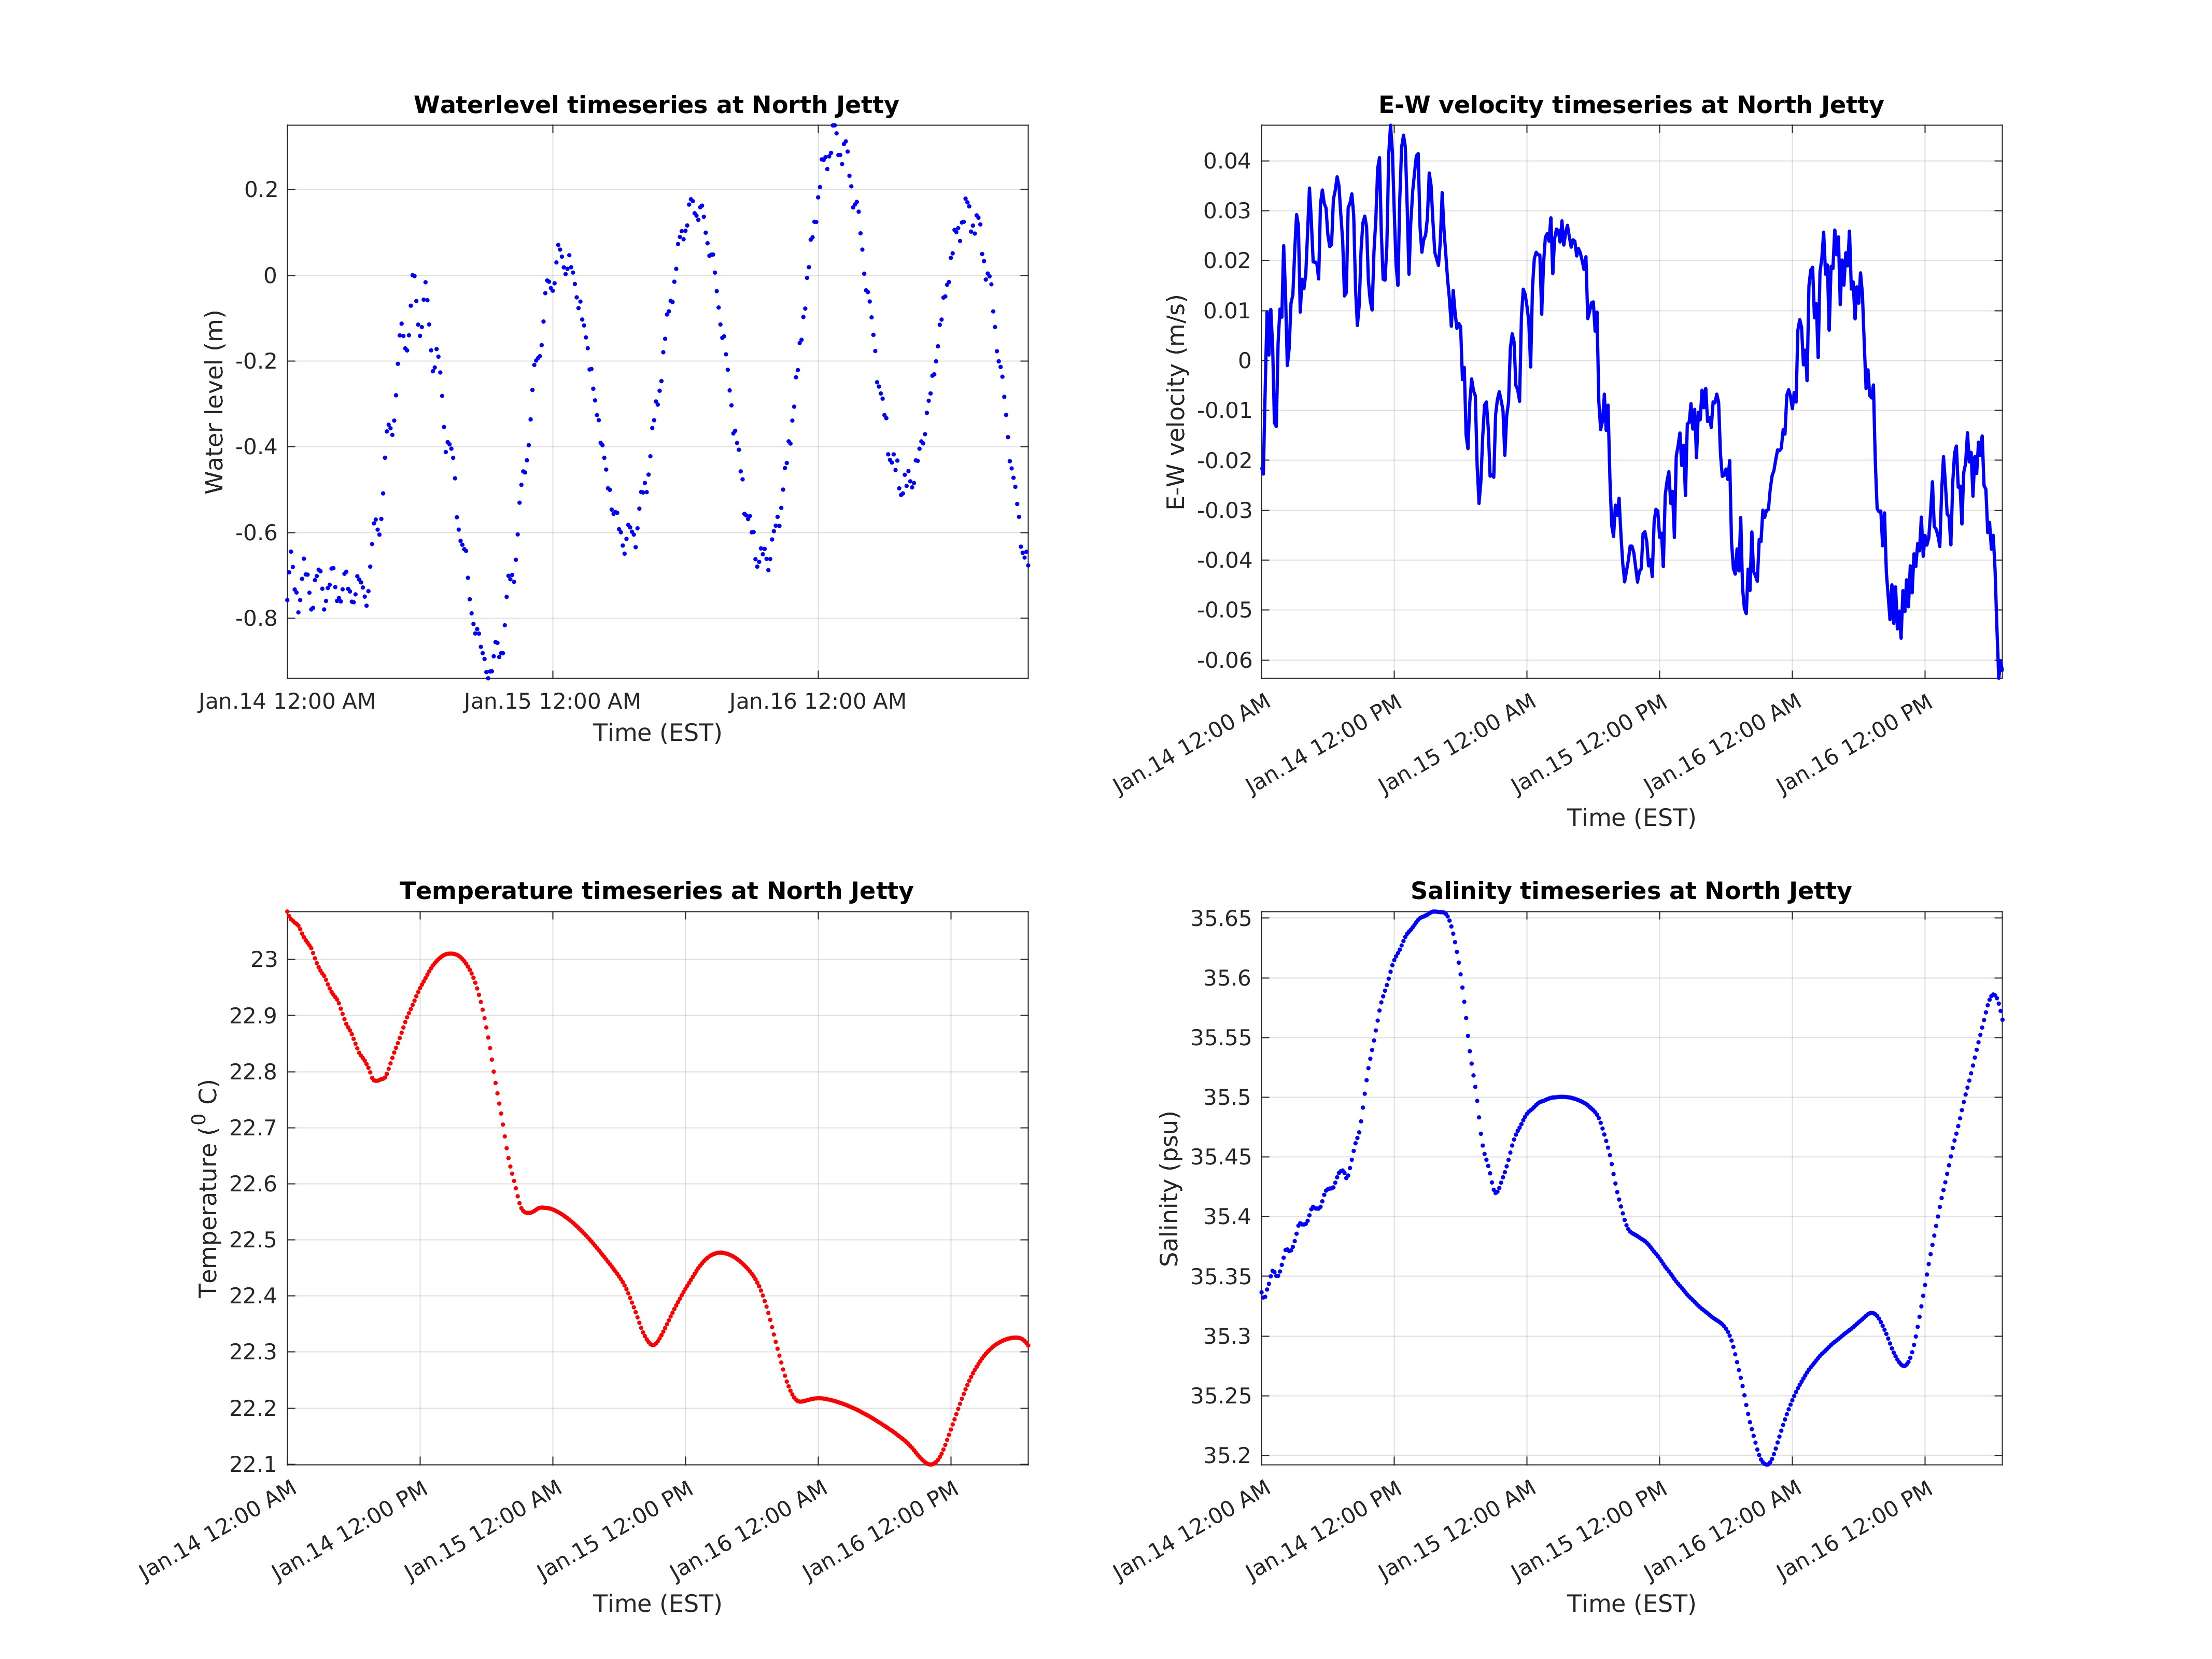 Waterlevel timeseries at North Jetty
Water level (m)
0.2
0
-0.2
-0.4
-0.6
-0.8
Jan.14 12:00 AM
Jan.15 12:00 AM
Jan.16 12:00 AM
Time (EST)
E-W velocity timeseries at North Jetty
E-W velocity (m/s)
0.04
0.03
0.02
0.01
0
-0.01
-0.02
-0.03
-0.04
-0.05
-0.06
Jan.14 12:00 AM
Jan.14 12:00 PM
Jan.15 12:00 AM
Jan.15 12:00 PM
Jan.16 12:00 AM
Jan.16 12:00 PM
Time (EST)
Temperature timeseries at North Jetty
Temperature (⁰ C)
23
22.9
22.8
22.7
22.6
22.5
22.4
22.3
22.2
22.1
Jan.14 12:00 AM
Jan.14 12:00 PM
Jan.15 12:00 AM
Jan.15 12:00 PM
Jan.16 12:00 AM
Jan.16 12:00 PM
Time (EST)
Salinity timeseries at North Jetty
Salinity (psu)
35.65
35.6
35.55
35.5
35.45
35.4
35.35
35.3
35.25
35.2
Jan.14 12:00 AM
Jan.14 12:00 PM
Jan.15 12:00 AM
Jan.15 12:00 PM
Jan.16 12:00 AM
Jan.16 12:00 PM
Time (EST)